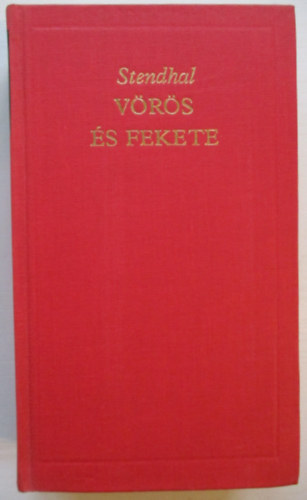 Stendhal
VÖRÖS
ÉS FEKETE